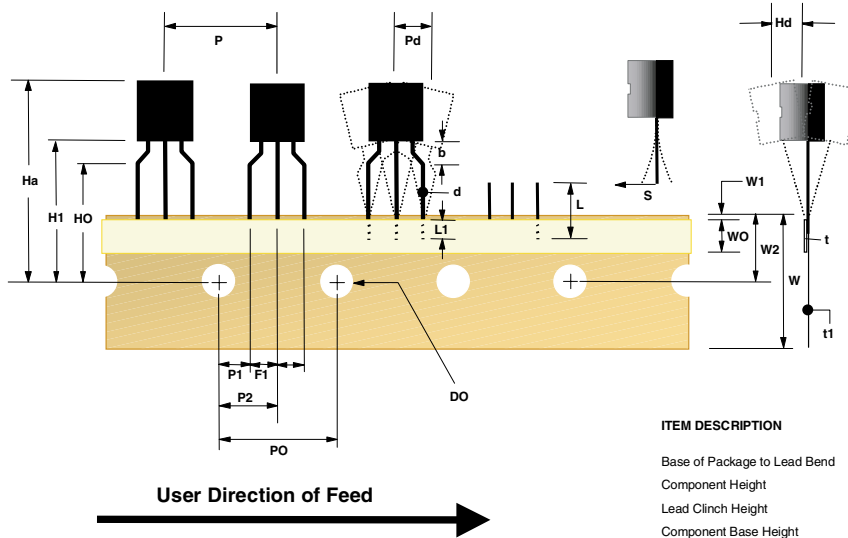 P
Pd
Hd
Ha
H1
HO
b
d
L1
L
S
W1
WO
W2
W
t
t1
P1
F1
P2
PO
DO
User Direction of Feed
ITEM DESCRIPTION
Base of Package to Lead Bend
Component Height
Lead Clinch Height
Component Base Height